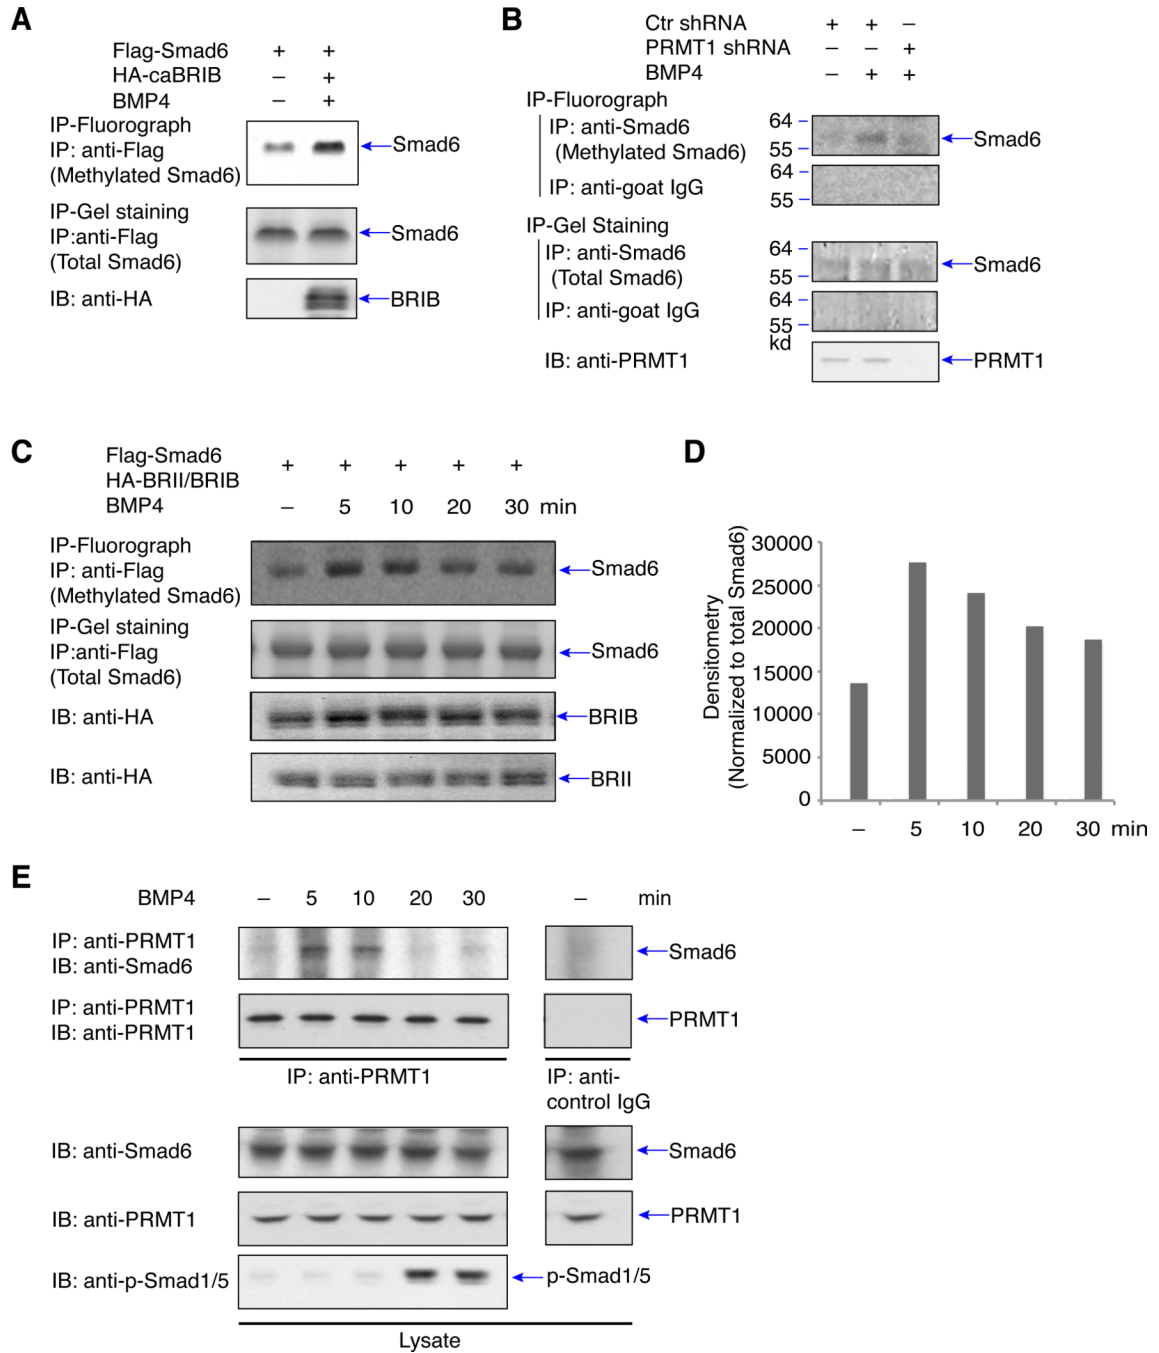 A
Flag-Smad6 + +
HA-caBRIB – +
BMP4 – +
IP-Fluorograph
IP: anti-Flag
(Methylated Smad6)
Smad6
IP-Gel staining
IP:anti-Flag
(Total Smad6)
Smad6
IB: anti-HA
BRIB
B
Ctr shRNA + + –
PRMT1 shRNA – – +
BMP4 – + +
IP-Fluorograph
IP: anti-Smad6
(Methylated Smad6)
64
55
Smad6
IP: anti-goat IgG
64
55
IP-Gel Staining
IP: anti-Smad6
(Total Smad6)
64
55
Smad6
IP: anti-goat IgG
64
55
kd
IB: anti-PRMT1
PRMT1
C
Flag-Smad6
HA-BRII/BRIB
+ + + + +
BMP4 – 5 10 20 30 min
IP-Fluorograph
IP: anti-Flag
(Methylated Smad6)
Smad6
IP-Gel staining
IP:anti-Flag
(Total Smad6)
Smad6
IB: anti-HA
BRIB
IB: anti-HA
BRII
D
Densitometry
(Normalized to total Smad6)
30000
25000
20000
15000
10000
5000
0
– 5 10 20 30 min
E
BMP4 – 5 10 20 30 – min
IP: anti-PRMT1
IB: anti-Smad6
Smad6
IP: anti-PRMT1
IB: anti-PRMT1
PRMT1
IP: anti-PRMT1
IP: anti-
control IgG
IB: anti-Smad6
Smad6
IB: anti-PRMT1
PRMT1
IB: anti-p-Smad1/5
p-Smad1/5
Lysate